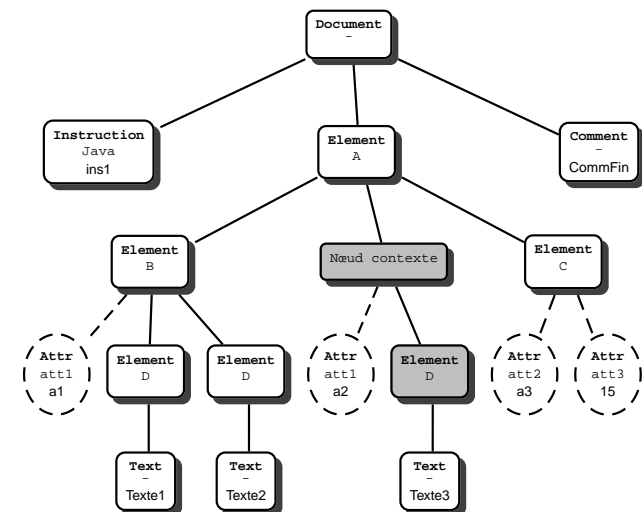 Document
-
Instruction
Java
ins1
Element
A
Comment
-
CommFin
Element
B
Nœud contexte
Element
C
Attr
att1
a1
Element
D
Element
D
Attr
att1
a2
Element
D
Attr
att2
a3
Attr
att3
15
Text
-
Texte1
Text
-
Texte2
Text
-
Texte3